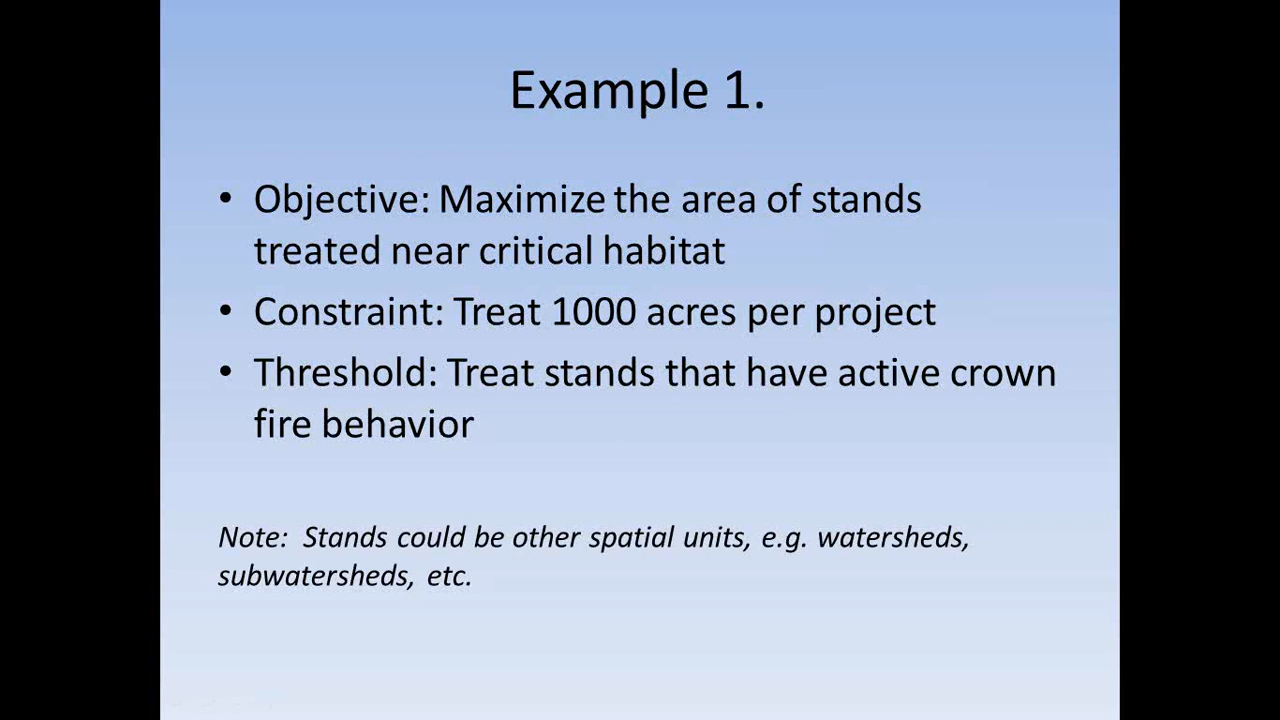 Example 1.
• Objective: Maximize the area of stands
treated near critical habitat
• Constraint: Treat 1000 acres per project
• Threshold: Treat stands that have active crown
fire behavior
Note: Stands could be other spatial units, e.g. watersheds,
subwatersheds, etc.